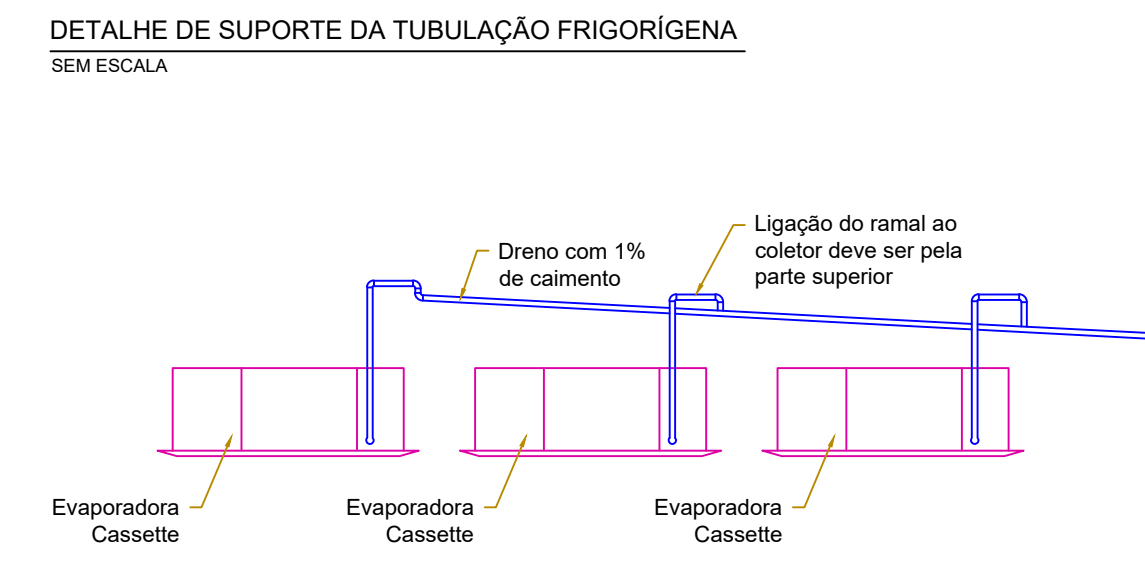 DETALHE DE SUPORTE DA TUBULAÇÃO FRIGORÍGENA
SEM ESCALA
Dreno com 1%
de caimento
Ligação do ramal ao
coletor deve ser pela
parte superior
Evaporadora
Cassette
Evaporadora
Cassette
Evaporadora
Cassette